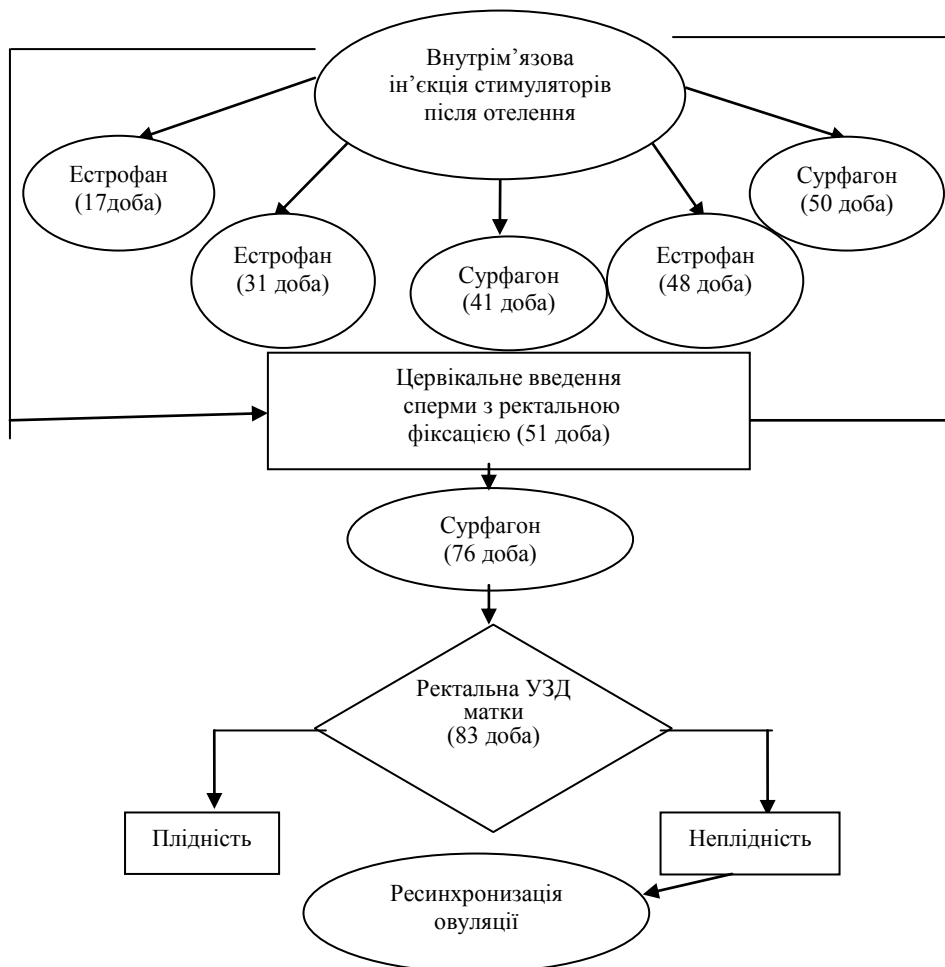 Внутрім’язова
ін’єкція стимуляторів
після отелення
Естрофан
(17доба)
Естрофан
(31 доба)
Сурфагон
(41 доба)
Естрофан
(48 доба)
Сурфагон
(50 доба)
Цервікальне введення
сперми з ректальною
фіксацією (51 доба)
Сурфагон
(76 доба)
Ректальна УЗД
матки
(83 доба)
Плідність
Неплідність
Ресинхронизація
овуляції